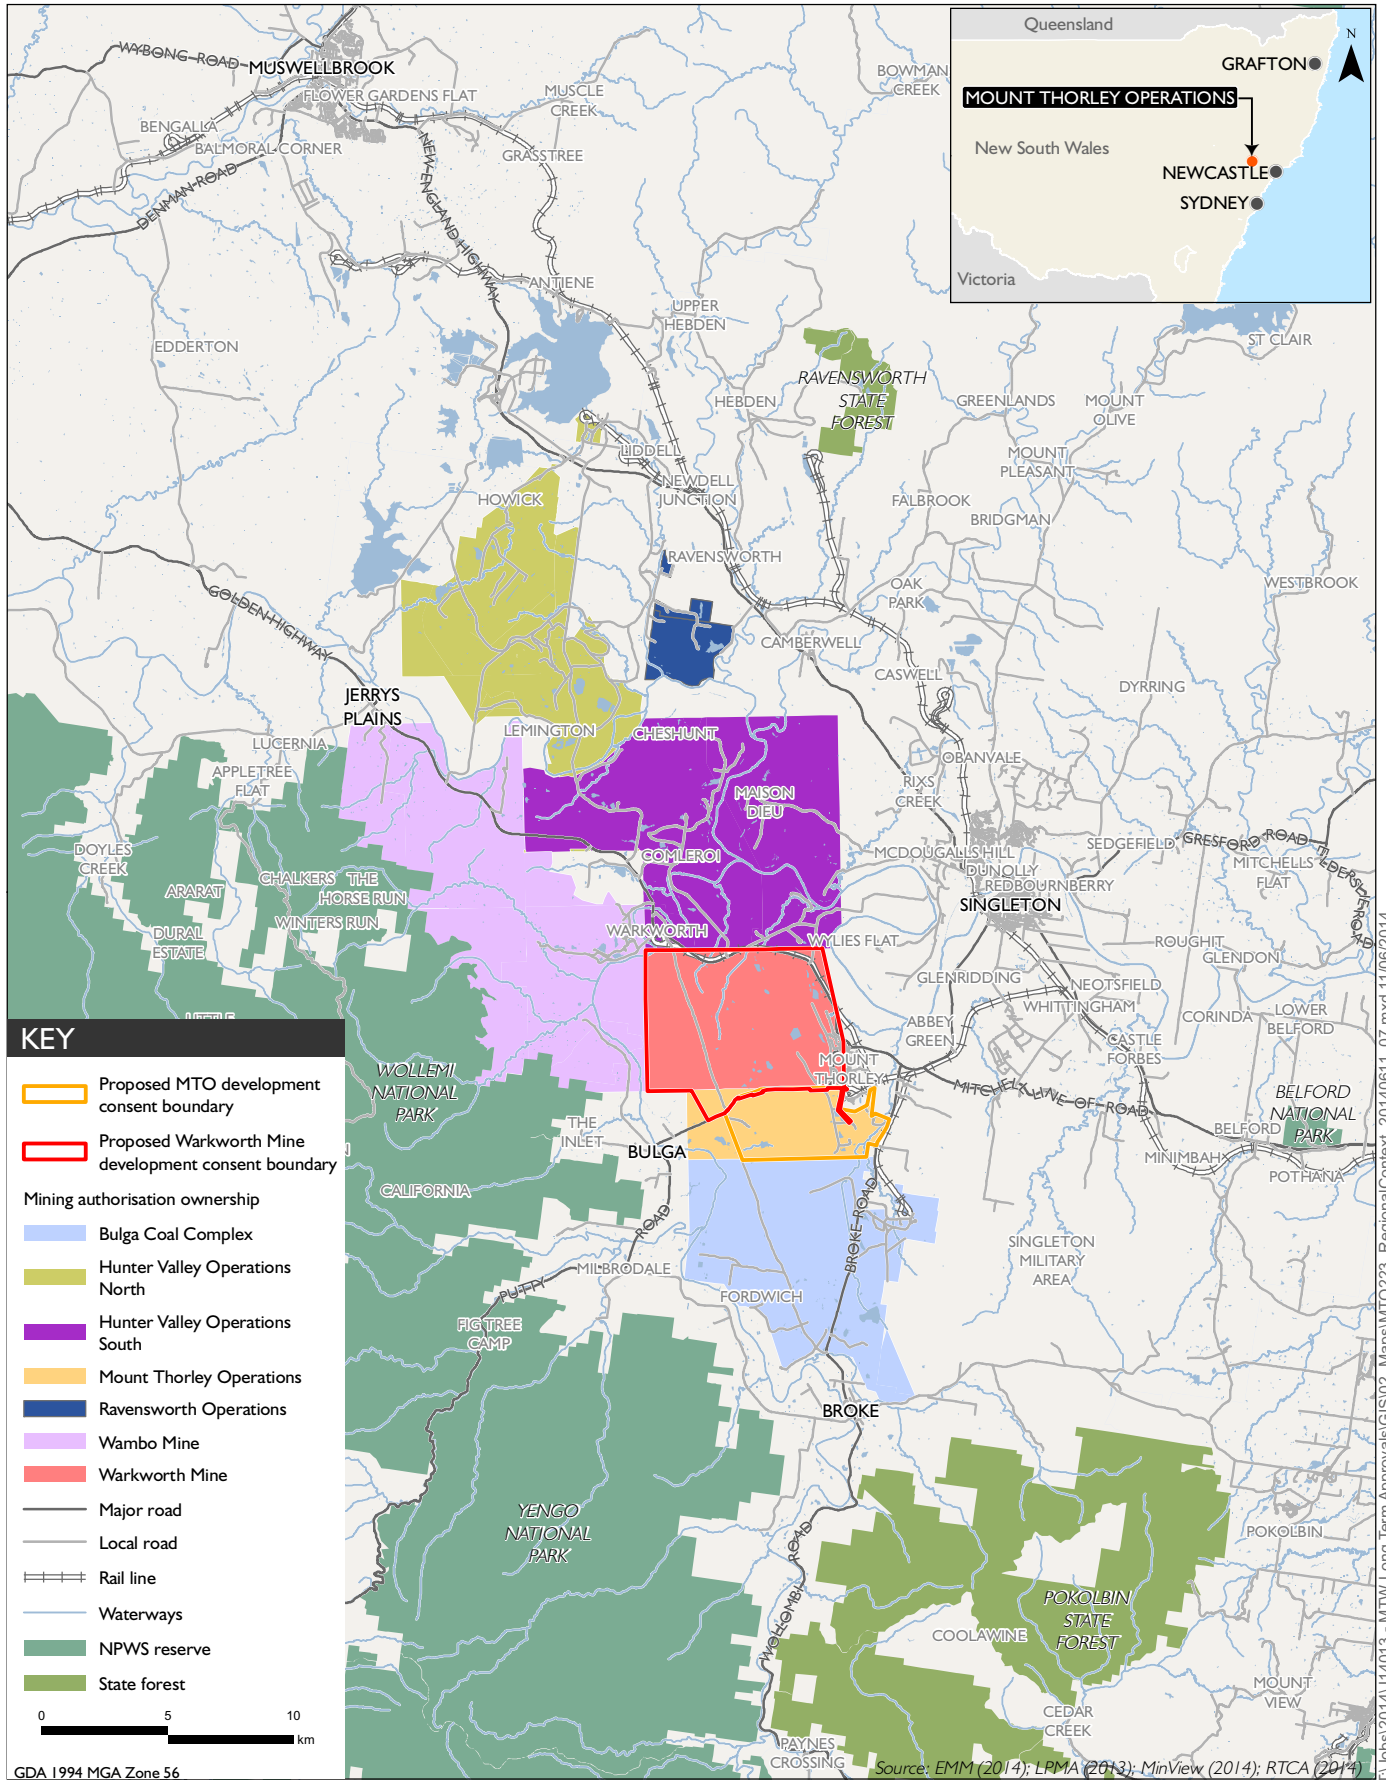 Queensland
N
GRAFTON
MOUNT THORLEY OPERATIONS
New South Wales
NEWCASTLE
SYDNEY
Victoria
WYBONG ROAD
MUSWELLBROOK
FLOWER GARDENS FLAT
MUSCLE
CREEK
BOWMAN
CREEK
BENGALLA
BALMORAL CORNER
GRASSTREE
DENMAN ROAD
NEW ENGLAND HIGHWAY
ANTIENE
UPPER
HEBDEN
EDDERTON
ST CLAIR
RAVENSWORTH
STATE
FOREST
HEBDEN
GREENLANDS
MOUNT
OLIVE
LIDDELL
MOUNT
PLEASANT
NEWDELL
JUNCTION
HOWICK
FALBROOK
BRIDGMAN
RAVENSWORTH
OAK
PARK
WESTBROOK
GOLDEN HIGHWAY
CAMBERWELL
CASWELL
DYRRING
JERRYS
PLAINS
LEMINGTON
CHESHUNT
LUCERNIA
OBANVALE
APPLETREE
FLAT
RIXS
CREEK
MAISON
DIEU
DOYLES
CREEK
COMLEROI
MCDOUGALLS HILL
DUNOLLY
SEDGEFIELD
GRESFORD ROAD
ELDERSLIE ROAD
MITCHELLS
FLAT
ARARAT
CHALKERS
THE
HORSE RUN
REDBOURNBERRY
SINGLETON
WINTERS RUN
DURAL
ESTATE
WARKWORTH
WYLIES FLAT
ROUGHIT
GLENDON
GLENRIDDING
NEOTSFIELD
WHITTINGHAM
CORINDA
LOWER
BELFORD
LITTLE
ABBEY
GREEN
CASTLE
FORBES
MOUNT
THORLEY
WOLLEMI
NATIONAL
PARK
MITCHELL LINE OF ROAD
BELFORD
NATIONAL
PARK
BELFORD
THE
INLET
BULGA
MINIMBAH
POTHANA
CALIFORNIA
PUTTY ROAD
BROKE ROAD
SINGLETON
MILITARY
AREA
MILBRODALE
FORDWICH
FIG TREE
CAMP
BROKE
YENGO
NATIONAL
PARK
POKOLBIN
WOLLOMBI ROAD
POKOLBIN
STATE
FOREST
COOLAWINE
MOUNT
VIEW
CEDAR
CREEK
PAYNES
CROSSING
KEY
Proposed MTO development
consent boundary
Proposed Warkworth Mine
development consent boundary
Mining authorisation ownership
Bulga Coal Complex
Hunter Valley Operations
North
Hunter Valley Operations
South
Mount Thorley Operations
Ravensworth Operations
Wambo Mine
Warkworth Mine
Major road
Local road
Rail line
Waterways
NPWS reserve
State forest
0 5 10
km
GDA 1994 MGA Zone 56
Source: EMM (2014); LPMA (2013); MinView (2014); RTCA (2014)